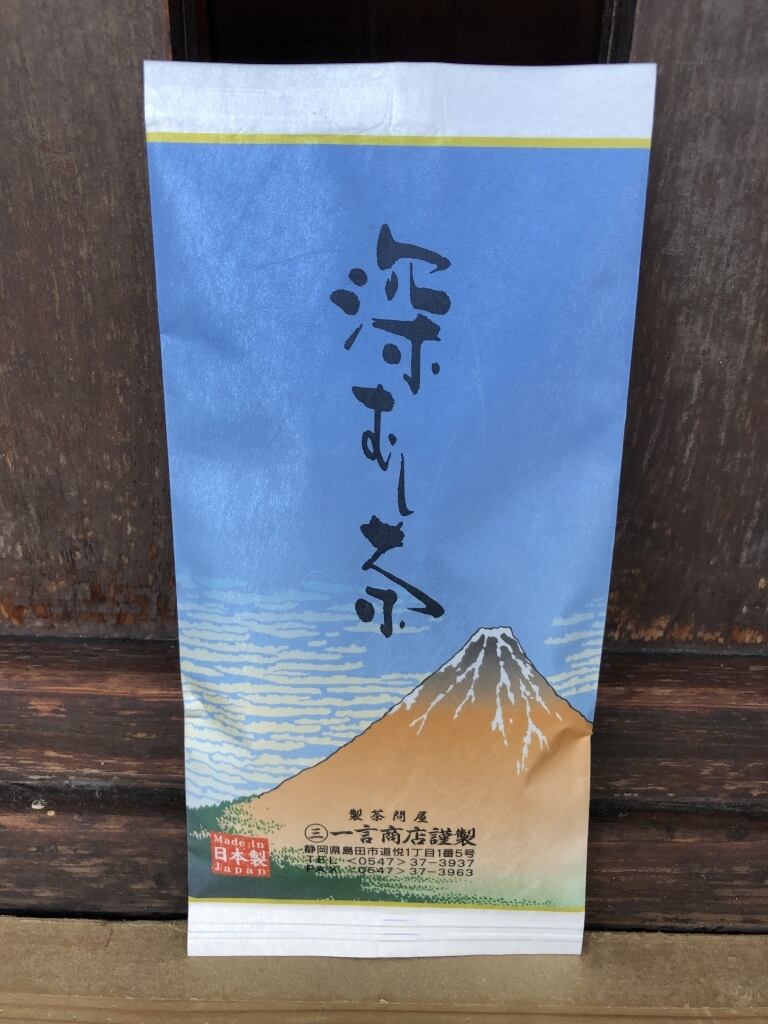 深むし茶
製茶問屋
㊂一言商店謹製
静岡県島田市道悦1丁目1番5号
TEL <0547>37-3937
FAX <0547>37-3963
Made in
日本製
Japan